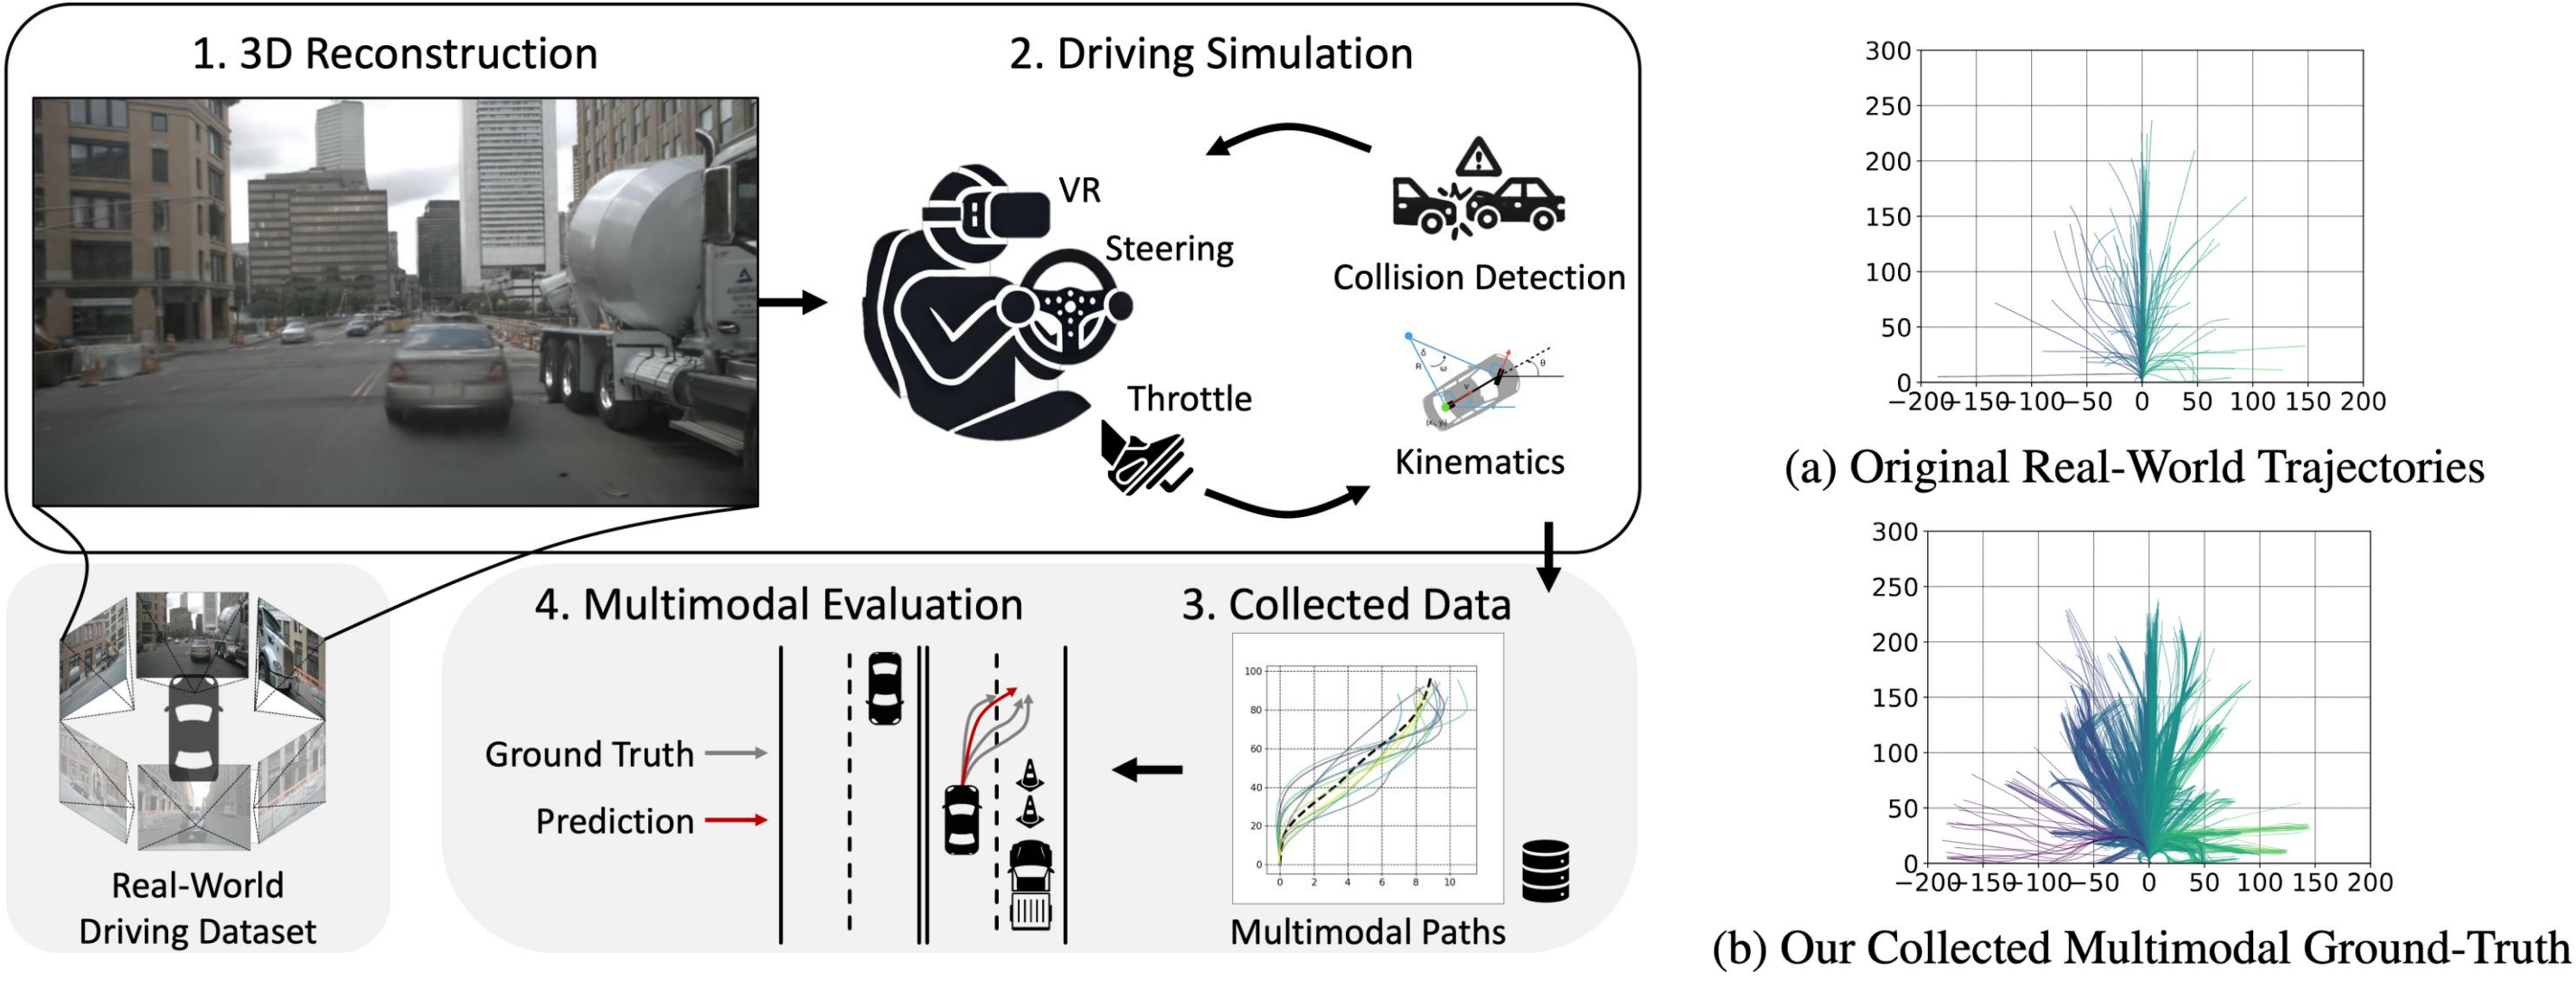 1. 3D Reconstruction
2. Driving Simulation
VR
Steering
Throttle
Collision Detection
δ
R
ω
v
θ
Kinematics
Real-World
Driving Dataset
4. Multimodal Evaluation
Ground Truth
Prediction
3. Collected Data
100
80
60
40
20
0
0 2 4 6 8 10
Multimodal Paths
300
250
200
150
100
50
0
−200 −150 −100 −50 0 50 100 150 200
(a) Original Real-World Trajectories
300
250
200
150
100
50
0
−200 −150 −100 −50 0 50 100 150 200
(b) Our Collected Multimodal Ground-Truth